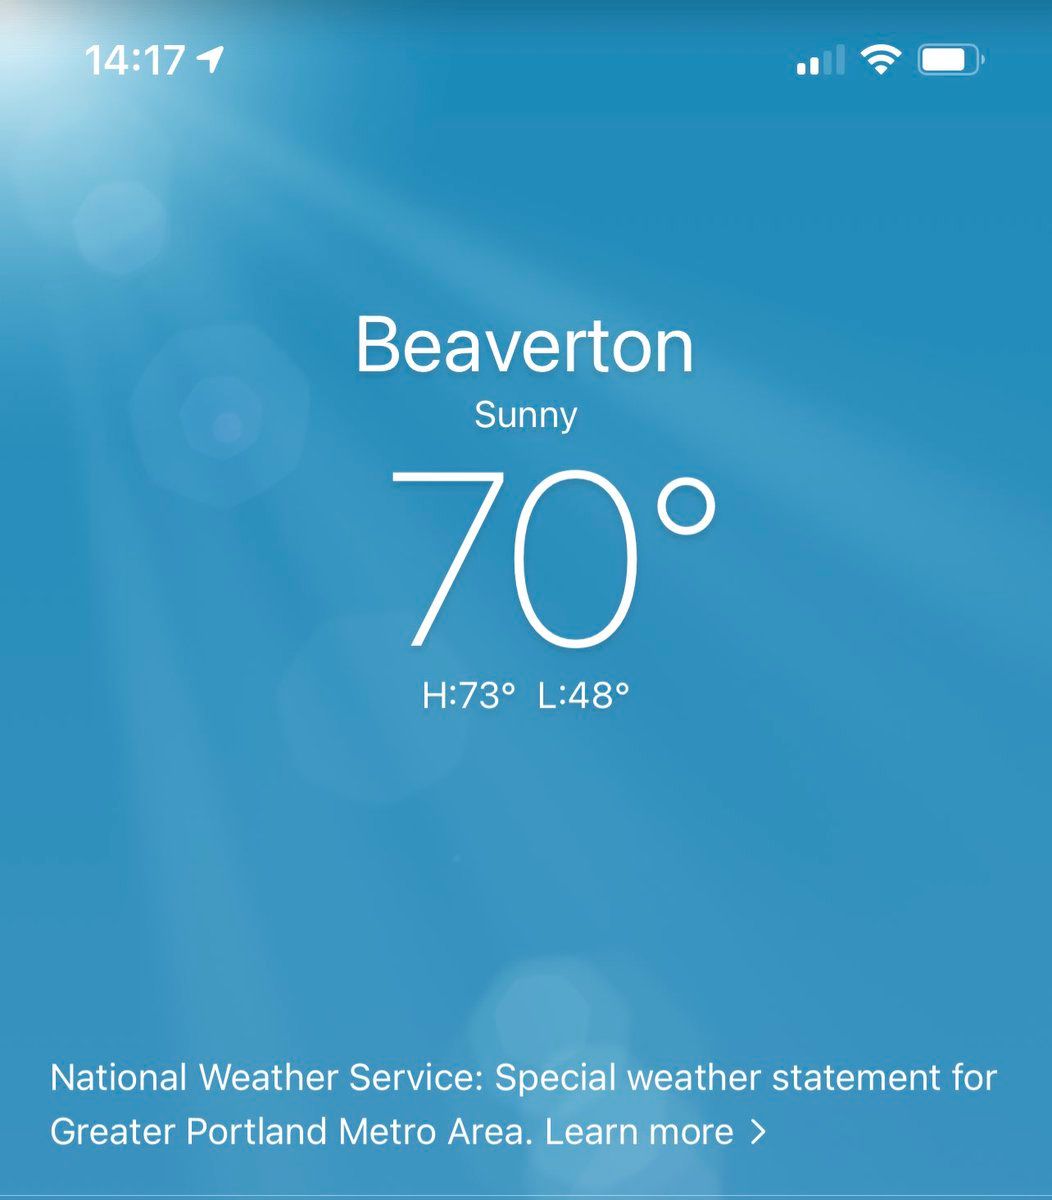 14:17
Beaverton
Sunny
70°
H:73° L:48°
National Weather Service: Special weather statement for
Greater Portland Metro Area. Learn more >